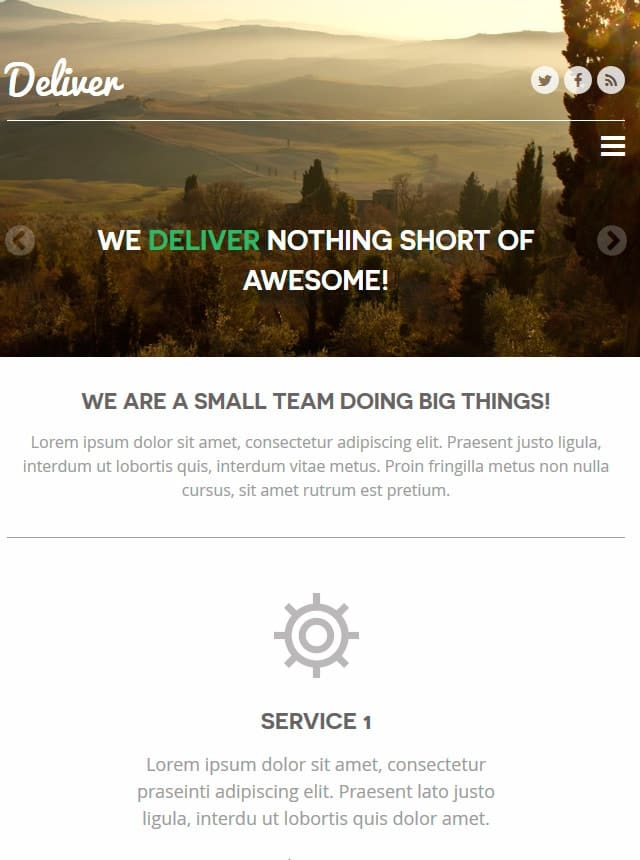 Deliver
WE DELIVER NOTHING SHORT OF
AWESOME!
WE ARE A SMALL TEAM DOING BIG THINGS!
Lorem ipsum dolor sit amet, consectetur adipiscing elit. Praesent justo ligula,
interdum ut lobortis quis, interdum vitae metus. Proin fringilla metus non nulla
cursus, sit amet rutrum est pretium.
SERVICE 1
Lorem ipsum dolor sit amet, consectetur
praseinti adipiscing elit. Praesent lato justo
ligula, interdu ut lobortis quis dolor amet.